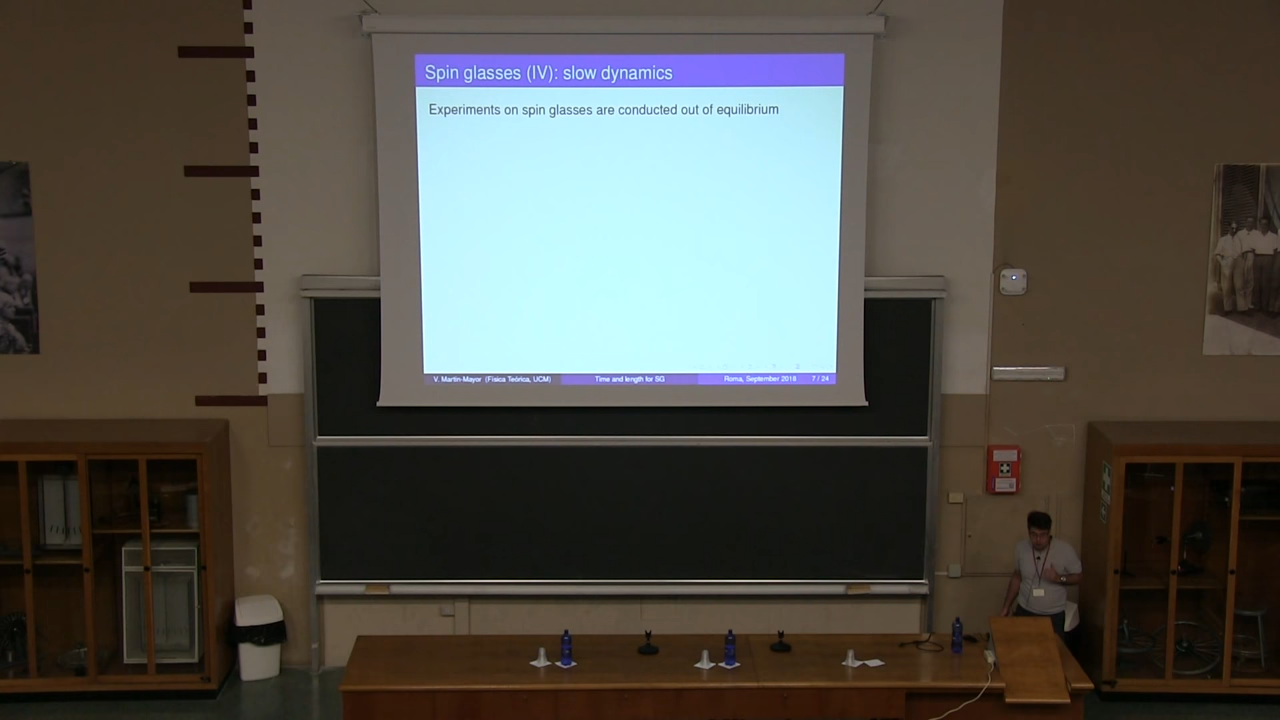 Spin glasses (IV): slow dynamics
Experiments on spin glasses are conducted out of equilibrium
V. Martin-Mayor (Física Teórica, UCM)
Time and length for SG
Roma, September 2018
7 / 24